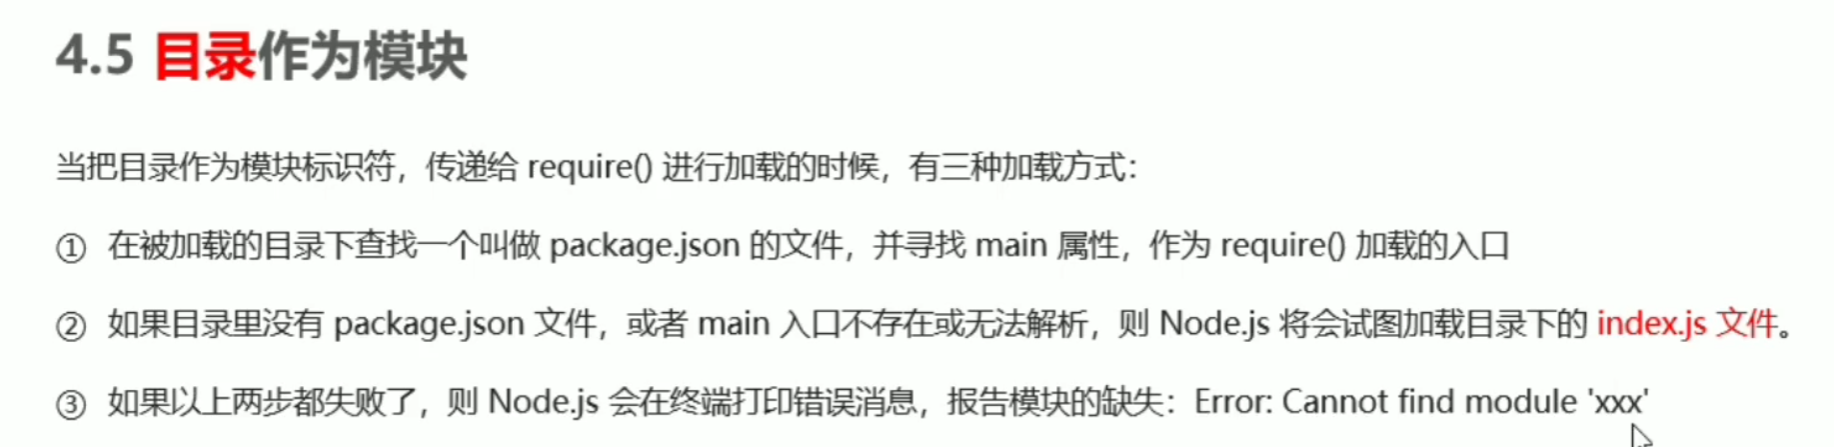 4.5 目录作为模块
当把目录作为模块标识符，传递给 require() 进行加载的时候，有三种加载方式：
① 在被加载的目录下查找一个叫做 package.json 的文件，并寻找 main 属性，作为 require() 加载的入口
② 如果目录里没有 package.json 文件，或者 main 入口不存在或无法解析，则 Node.js 将会试图加载目录下的 index.js 文件。
③ 如果以上两步都失败了，则 Node.js 会在终端打印错误消息，报告模块的缺失：Error: Cannot find module 'xxx'